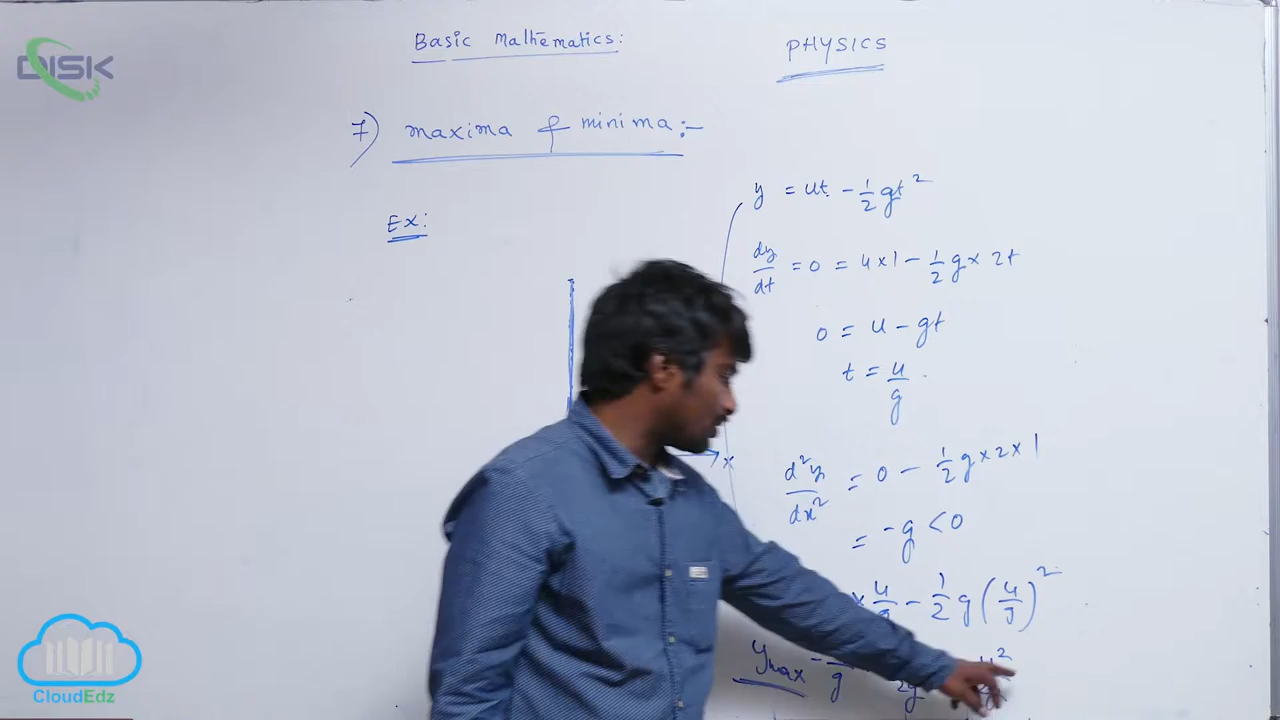 DISK
Basic Mathematics:
PHYSICS
7) maxima & minima:-
Ex:
y = ut - 1/2 gt²
dy/dt = 0 = u×1 - 1/2 g× 2t
0 = u - gt
t = u/g
x
d²y/dx² = 0 - 1/2 g×2×1
= -g <0
× u/g - 1/2 g (u/g)²
ymax
CloudEdz